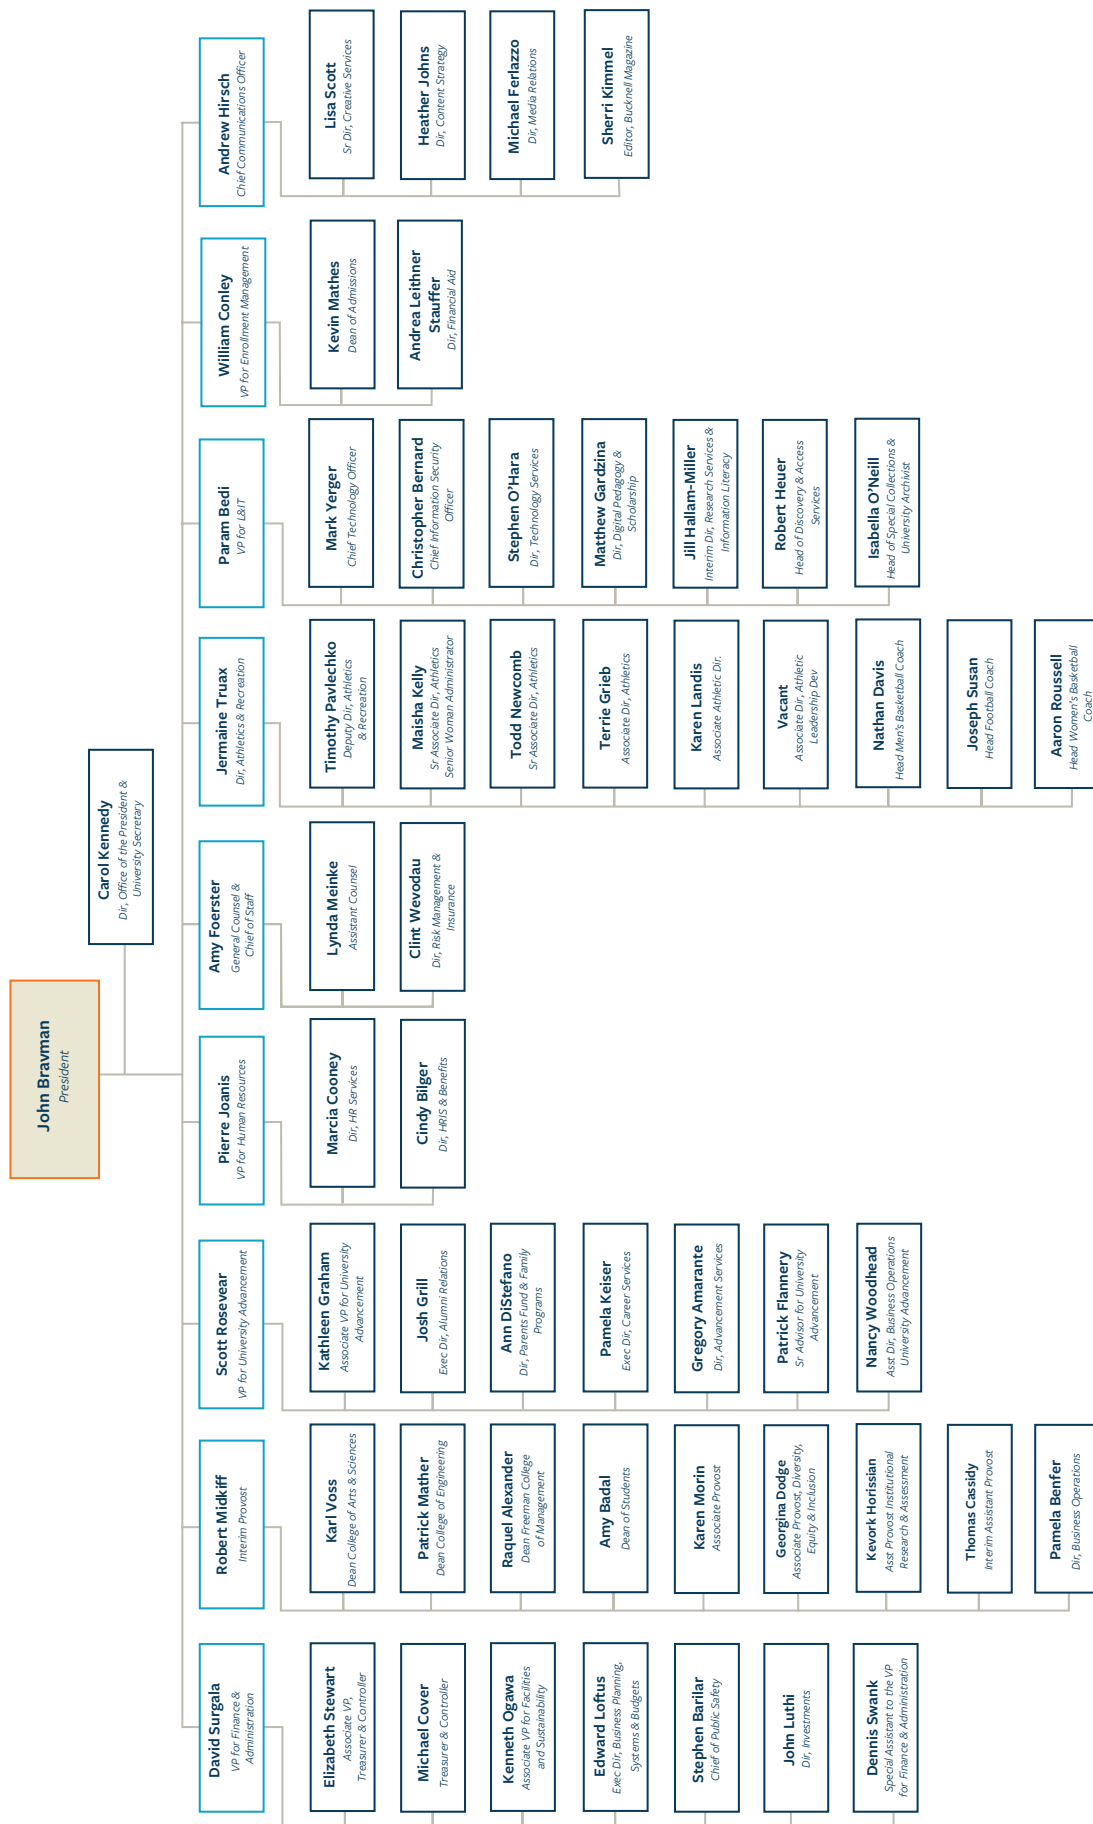 John Bravman
President
Carol Kennedy
Dir, Office of the President &
University Secretary
David Surgala
VP for Finance &
Administration
Elizabeth Stewart
Associate VP,
Treasurer & Controller
Michael Cover
Treasurer & Controller
Kenneth Ogawa
Associate VP for Facilities
and Sustainability
Edward Loftus
Exec Dir, Business Planning,
Systems & Budgets
Stephen Barilar
Chief of Public Safety
John Luthi
Dir, Investments
Dennis Swank
Special Assistant to the VP
for Finance & Administration
Robert Midkiff
Interim Provost
Karl Voss
Dean College of Arts & Sciences
Patrick Mather
Dean College of Engineering
Raquel Alexander
Dean Freeman College
of Management
Amy Badal
Dean of Students
Karen Morin
Associate Provost
Georgina Dodge
Associate Provost, Diversity,
Equity & Inclusion
Kevork Horissian
Asst Provost Institutional
Research & Assessment
Thomas Cassidy
Interim Assistant Provost
Pamela Benfer
Dir, Business Operations
Scott Rosevear
VP for University Advancement
Kathleen Graham
Associate VP for University
Advancement
Josh Grill
Exec Dir, Alumni Relations
Ann DiStefano
Dir, Parents Fund & Family
Programs
Pamela Keiser
Exec Dir, Career Services
Gregory Amarante
Dir, Advancement Services
Patrick Flannery
Sr Advisor for University
Advancement
Nancy Woodhead
Asst Dir, Business Operations
University Advancement
Pierre Joanis
VP for Human Resources
Marcia Cooney
Dir, HR Services
Cindy Bilger
Dir, HRIS & Benefits
Amy Foerster
General Counsel &
Chief of Staff
Lynda Meinke
Assistant Counsel
Clint Wevodau
Dir, Risk Management &
Insurance
Jermaine Truax
Dir, Athletics & Recreation
Timothy Pavlechko
Deputy Dir, Athletics
& Recreation
Maisha Kelly
Sr Associate Dir, Athletics
Senior Woman Administrator
Todd Newcomb
Sr Associate Dir, Athletics
Terrie Grieb
Associate Dir, Athletics
Karen Landis
Associate Athletic Dir.
Vacant
Associate Dir, Athletic
Leadership Dev
Nathan Davis
Head Men's Basketball Coach
Joseph Susan
Head Football Coach
Aaron Roussell
Head Women's Basketball
Coach
Param Bedi
VP for L&IT
Mark Yerger
Chief Technology Officer
Christopher Bernard
Chief Information Security
Officer
Stephen O'Hara
Dir, Technology Services
Matthew Gardzina
Dir, Digital Pedagogy &
Scholarship
Jill Hallam-Miller
Interim Dir, Research Services &
Information Literacy
Robert Heuer
Head of Discovery & Access
Services
Isabella O'Neill
Head of Special Collections &
University Archivist
William Conley
VP for Enrollment Management
Kevin Mathes
Dean of Admissions
Andrea Leithner
Stauffer
Dir, Financial Aid
Andrew Hirsch
Chief Communications Officer
Lisa Scott
Sr Dir, Creative Services
Heather Johns
Dir, Content Strategy
Michael Ferlazzo
Dir, Media Relations
Sherri Kimmel
Editor, Bucknell Magazine